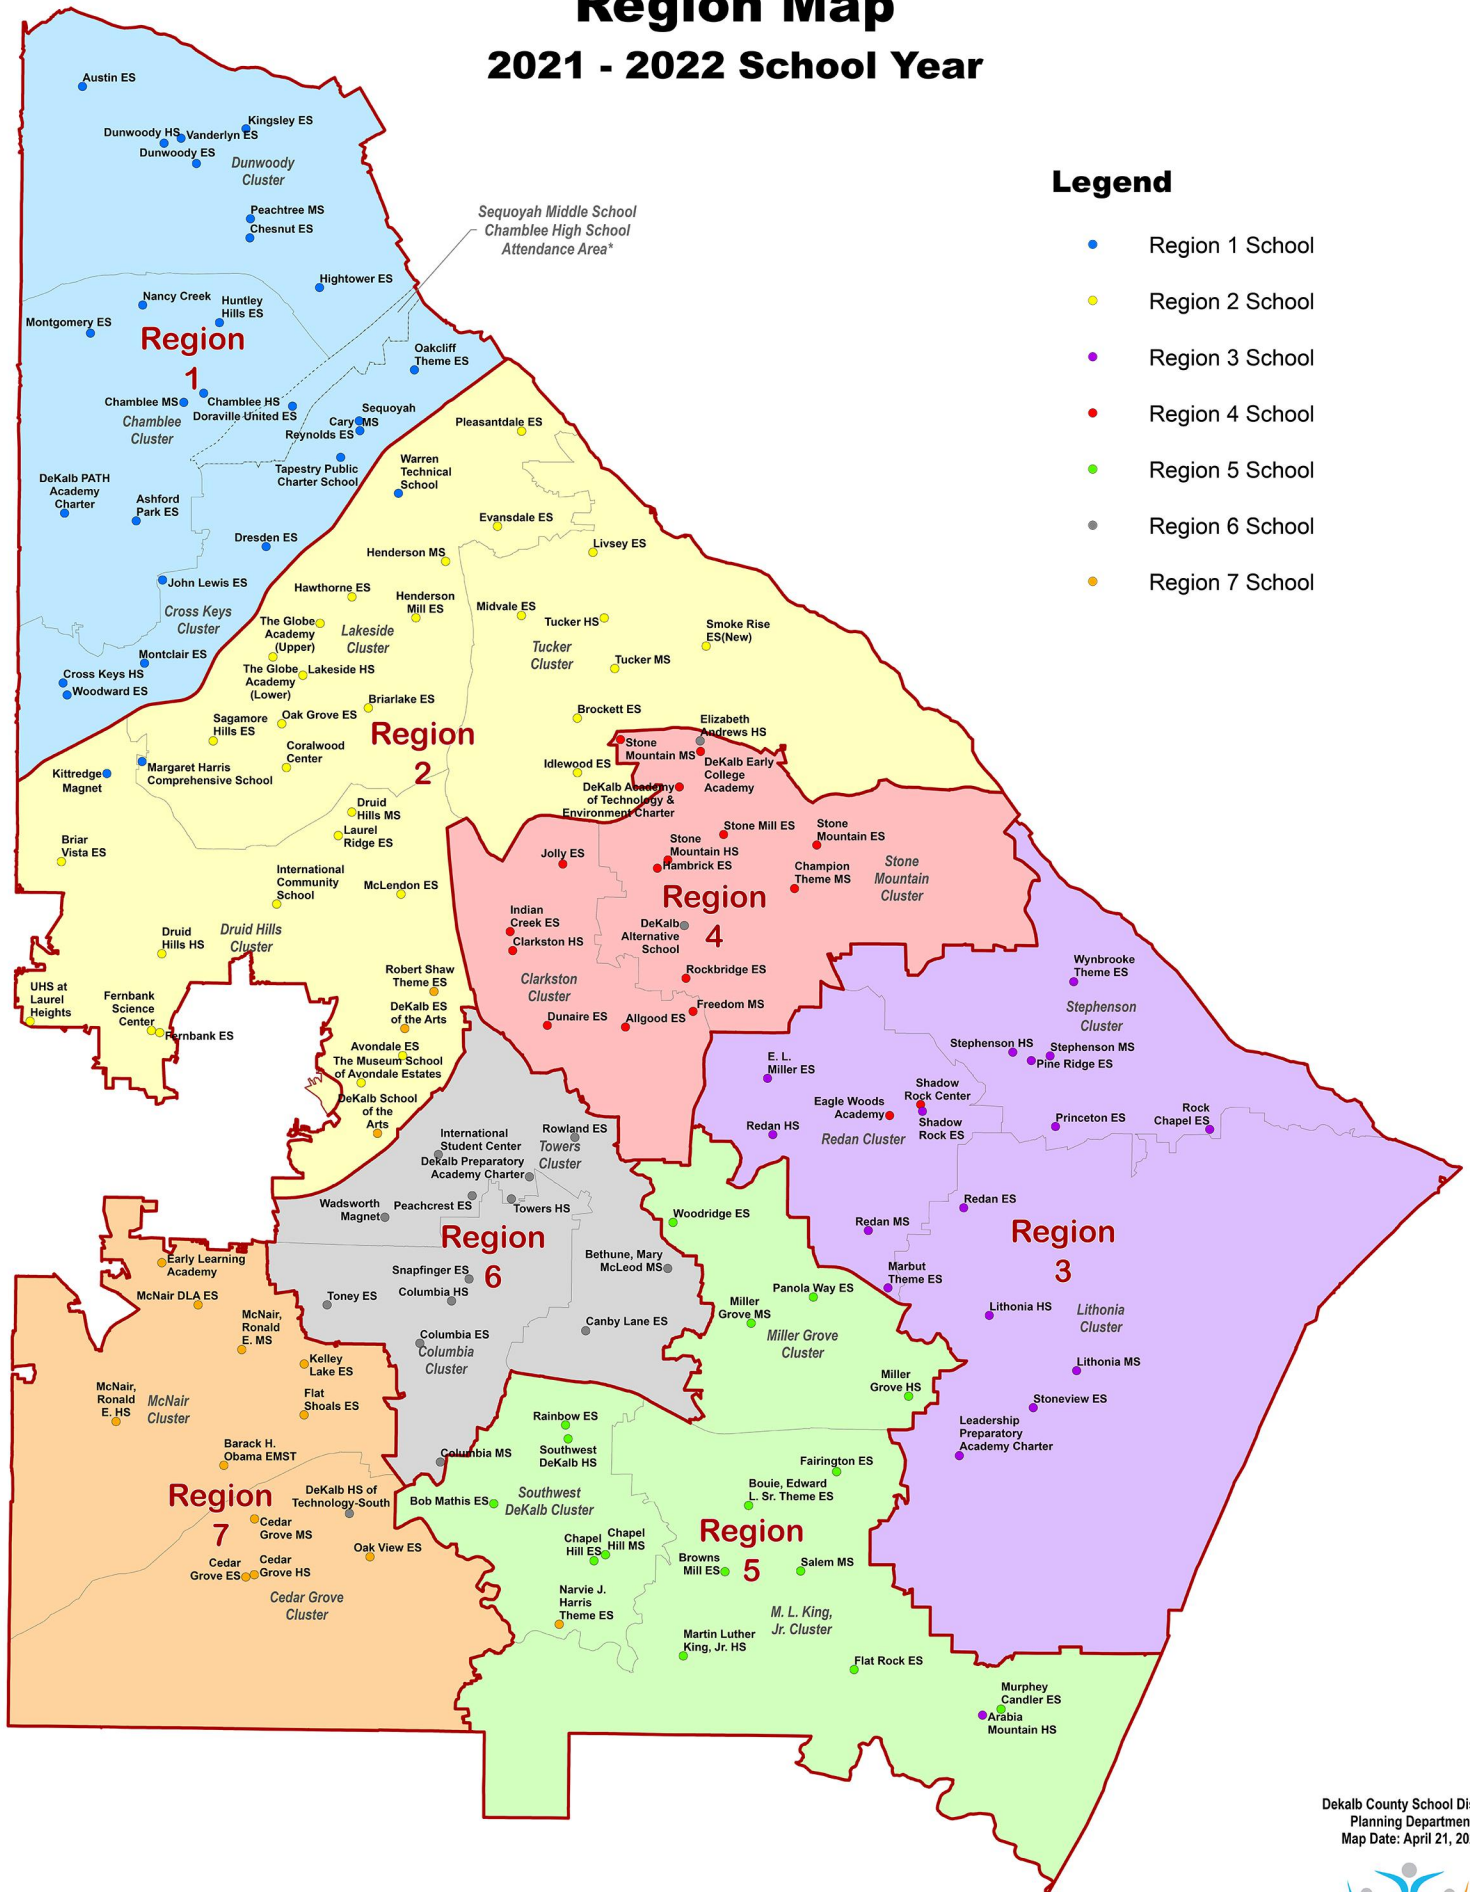 Region Map
2021 - 2022 School Year
Legend
Region 1 School
Region 2 School
Region 3 School
Region 4 School
Region 5 School
Region 6 School
Region 7 School
Sequoyah Middle School
Chamblee High School
Attendance Area*
Austin ES
Kingsley ES
Dunwoody HS
Vanderlyn ES
Dunwoody ES
Dunwoody
Cluster
Peachtree MS
Chesnut ES
Hightower ES
Nancy Creek
Huntley
Hills ES
Montgomery ES
Region
1
Oakcliff
Theme ES
Chamblee MS
Chamblee HS
Doraville United ES
Chamblee
Cluster
Sequoyah
MS
Cary
Reynolds ES
Tapestry Public
Charter School
DeKalb PATH
Academy
Charter
Ashford
Park ES
Dresden ES
John Lewis ES
Cross Keys
Cluster
Montclair ES
Cross Keys HS
Woodward ES
Pleasantdale ES
Warren
Technical
School
Evansdale ES
Livsey ES
Henderson MS
Hawthorne ES
Henderson
Mill ES
Midvale ES
Tucker HS
Smoke Rise
ES(New)
The Globe
Academy
(Upper)
Lakeside
Cluster
Tucker
Cluster
Tucker MS
The Globe
Academy
(Lower)
Lakeside HS
Briarlake ES
Brockett ES
Sagamore
Hills ES
Oak Grove ES
Region
2
Coralwood
Center
Idlewood ES
Kittredge
Magnet
Margaret Harris
Comprehensive School
Druid
Hills MS
Laurel
Ridge ES
Briar
Vista ES
International
Community
School
McLendon ES
Druid
Hills HS
Druid Hills
Cluster
Robert Shaw
Theme ES
UHS at
Laurel
Heights
Fernbank
Science
Center
Fernbank ES
DeKalb ES
of the Arts
Avondale ES
The Museum School
of Avondale Estates
DeKalb School
of the
Arts
Elizabeth
Andrews HS
Stone
Mountain MS
DeKalb Early
College
Academy
DeKalb Academy
of Technology &
Environment Charter
Stone Mill ES
Stone
Mountain ES
Stone
Mountain HS
Hambrick ES
Jolly ES
Champion
Theme MS
Stone
Mountain
Cluster
Region
4
Indian
Creek ES
Clarkston HS
DeKalb
Alternative
School
Clarkston
Cluster
Rockbridge ES
Freedom MS
Dunaire ES
Allgood ES
Wynbrooke
Theme ES
Stephenson
Cluster
Stephenson HS
Stephenson MS
Pine Ridge ES
E. L.
Miller ES
Shadow
Rock Center
Eagle Woods
Academy
Shadow
Rock ES
Redan HS
Redan Cluster
Princeton ES
Rock
Chapel ES
Redan ES
Redan MS
Region
3
Marbut
Theme ES
Lithonia HS
Lithonia
Cluster
Lithonia MS
Stoneview ES
Leadership
Preparatory
Academy Charter
International
Student Center
Rowland ES
Towers
Cluster
Dekalb Preparatory
Academy Charter
Wadsworth
Magnet
Peachcrest ES
Towers HS
Region
6
Bethune, Mary
McLeod MS
Snapfinger ES
Columbia HS
Toney ES
Canby Lane ES
Columbia ES
Columbia
Cluster
Columbia MS
Woodridge ES
Panola Way ES
Miller
Grove MS
Miller Grove
Cluster
Miller
Grove HS
Rainbow ES
Southwest
DeKalb HS
Fairington ES
Bouie, Edward
L. Sr. Theme ES
Bob Mathis ES
Southwest
DeKalb Cluster
Region
5
Chapel
Hill ES
Chapel
Hill MS
Browns
Mill ES
Salem MS
Narvie J.
Harris
Theme ES
M. L. King,
Jr. Cluster
Martin Luther
King, Jr. HS
Flat Rock ES
Murphey
Candler ES
Arabia
Mountain HS
Early Learning
Academy
McNair DLA ES
McNair,
Ronald
E. MS
Kelley
Lake ES
McNair,
Ronald
E. HS
McNair
Cluster
Flat
Shoals ES
Barack H.
Obama EMST
Region
7
DeKalb HS of
Technology-South
Cedar
Grove MS
Oak View ES
Cedar
Grove ES
Cedar
Grove HS
Cedar Grove
Cluster
Dekalb County School
Planning
Map Date: April 21,